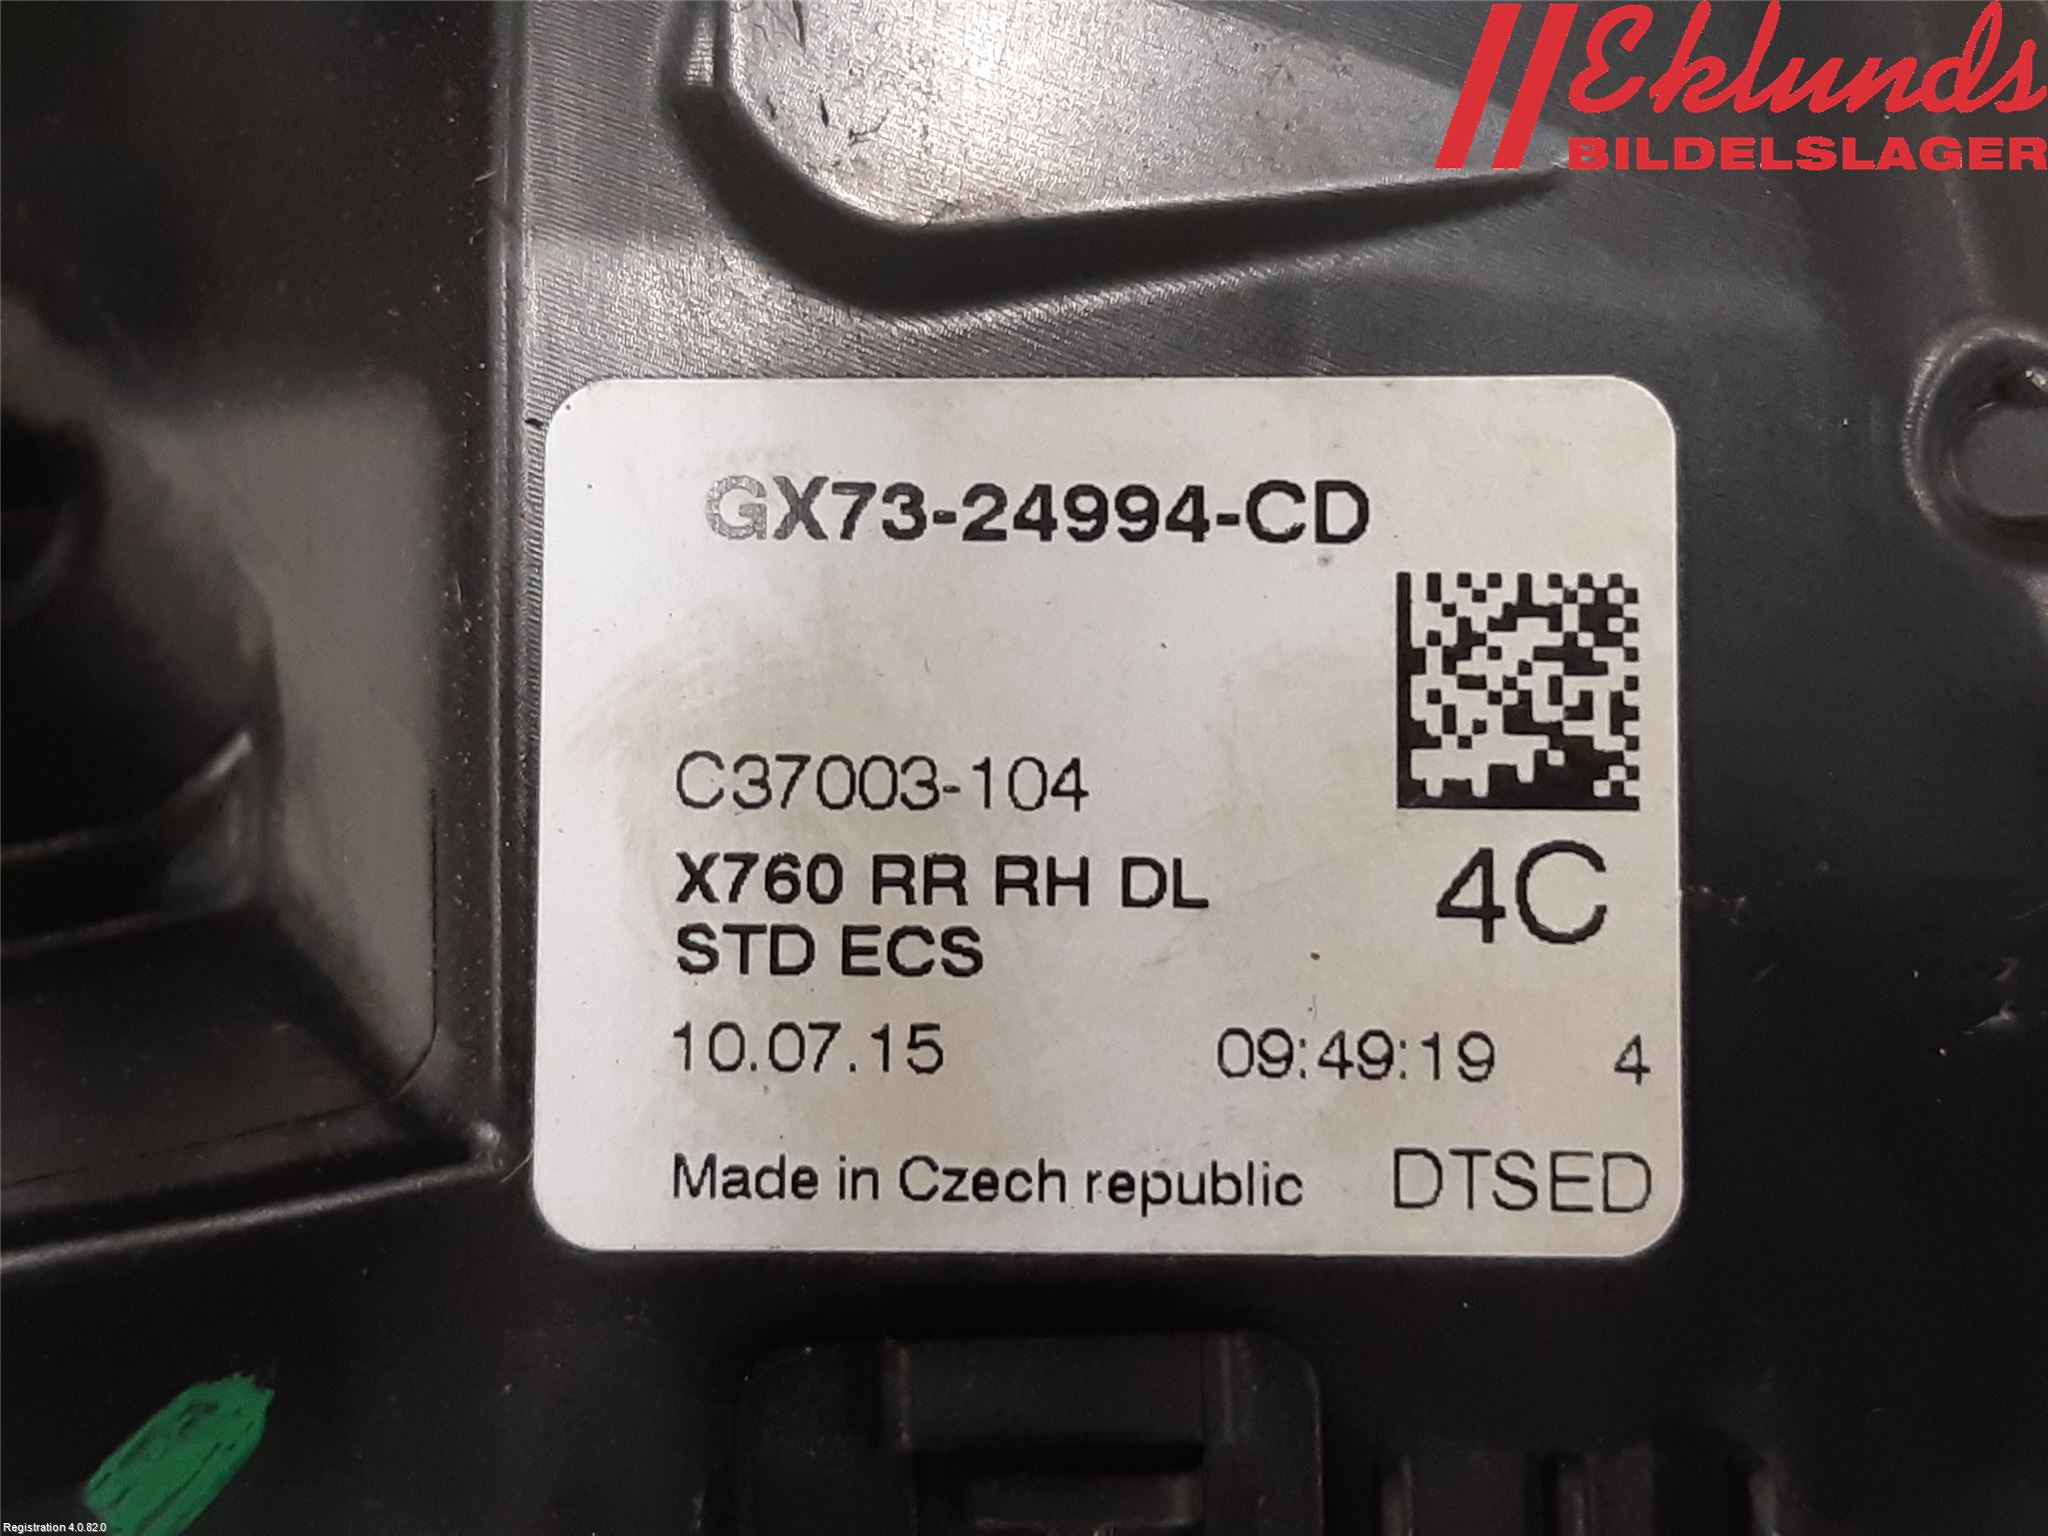 Eklunds
BILDELSLAGER
GX73-24994-CD
C37003-104
X760 RR RH DL
4C
STD ECS
10.07.15 09:49:19 4
Made in Czech republic DTSED
Registration 4.0.82.0